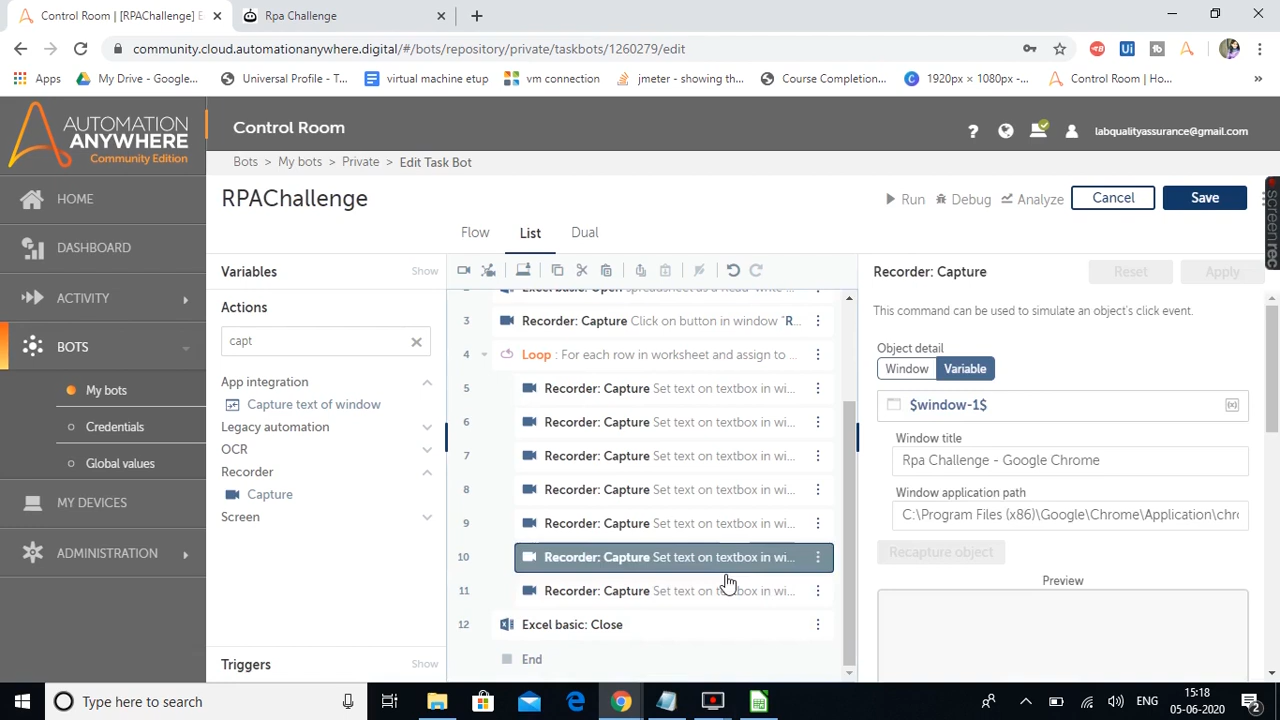 Control Room | [RPAChallenge] E
Rpa Challenge
community.cloud.automationanywhere.digital/#/bots/repository/private/taskbots/1260279/edit
Apps
My Drive - Google...
Universal Profile - T...
virtual machine etup
vm connection
jmeter - showing th...
Course Completion...
1920px × 1080px -...
Control Room | Ho...
»
AUTOMATION
ANYWHERE
Community Edition
Control Room
labqualityassurance@gmail.com
Bots > My bots > Private > Edit Task Bot
HOME
DASHBOARD
ACTIVITY
BOTS
My bots
Credentials
Global values
MY DEVICES
ADMINISTRATION
RPAChallenge
Run
Debug
Analyze
Cancel
Save
Flow
List
Dual
Variables
Show
Actions
capt
App integration
Capture text of window
Legacy automation
OCR
Recorder
Capture
Screen
Triggers
Show
2 Excel basic: Open spreadsheet as a Read-write ...
3 Recorder: Capture Click on button in window "R...
4 Loop : For each row in worksheet and assign to ...
5 Recorder: Capture Set text on textbox in wi...
6 Recorder: Capture Set text on textbox in wi...
7 Recorder: Capture Set text on textbox in wi...
8 Recorder: Capture Set text on textbox in wi...
9 Recorder: Capture Set text on textbox in wi...
10 Recorder: Capture Set text on textbox in wi...
11 Recorder: Capture Set text on textbox in wi...
12 Excel basic: Close
End
Recorder: Capture
Reset
Apply
This command can be used to simulate an object's click event.
Object detail
Window
Variable
$window-1$
(x)
Window title
Rpa Challenge - Google Chrome
Window application path
C:\Program Files (x86)\Google\Chrome\Application\chr
Recapture object
Preview
screenrec
Type here to search
ENG
15:18
05-06-2020
2